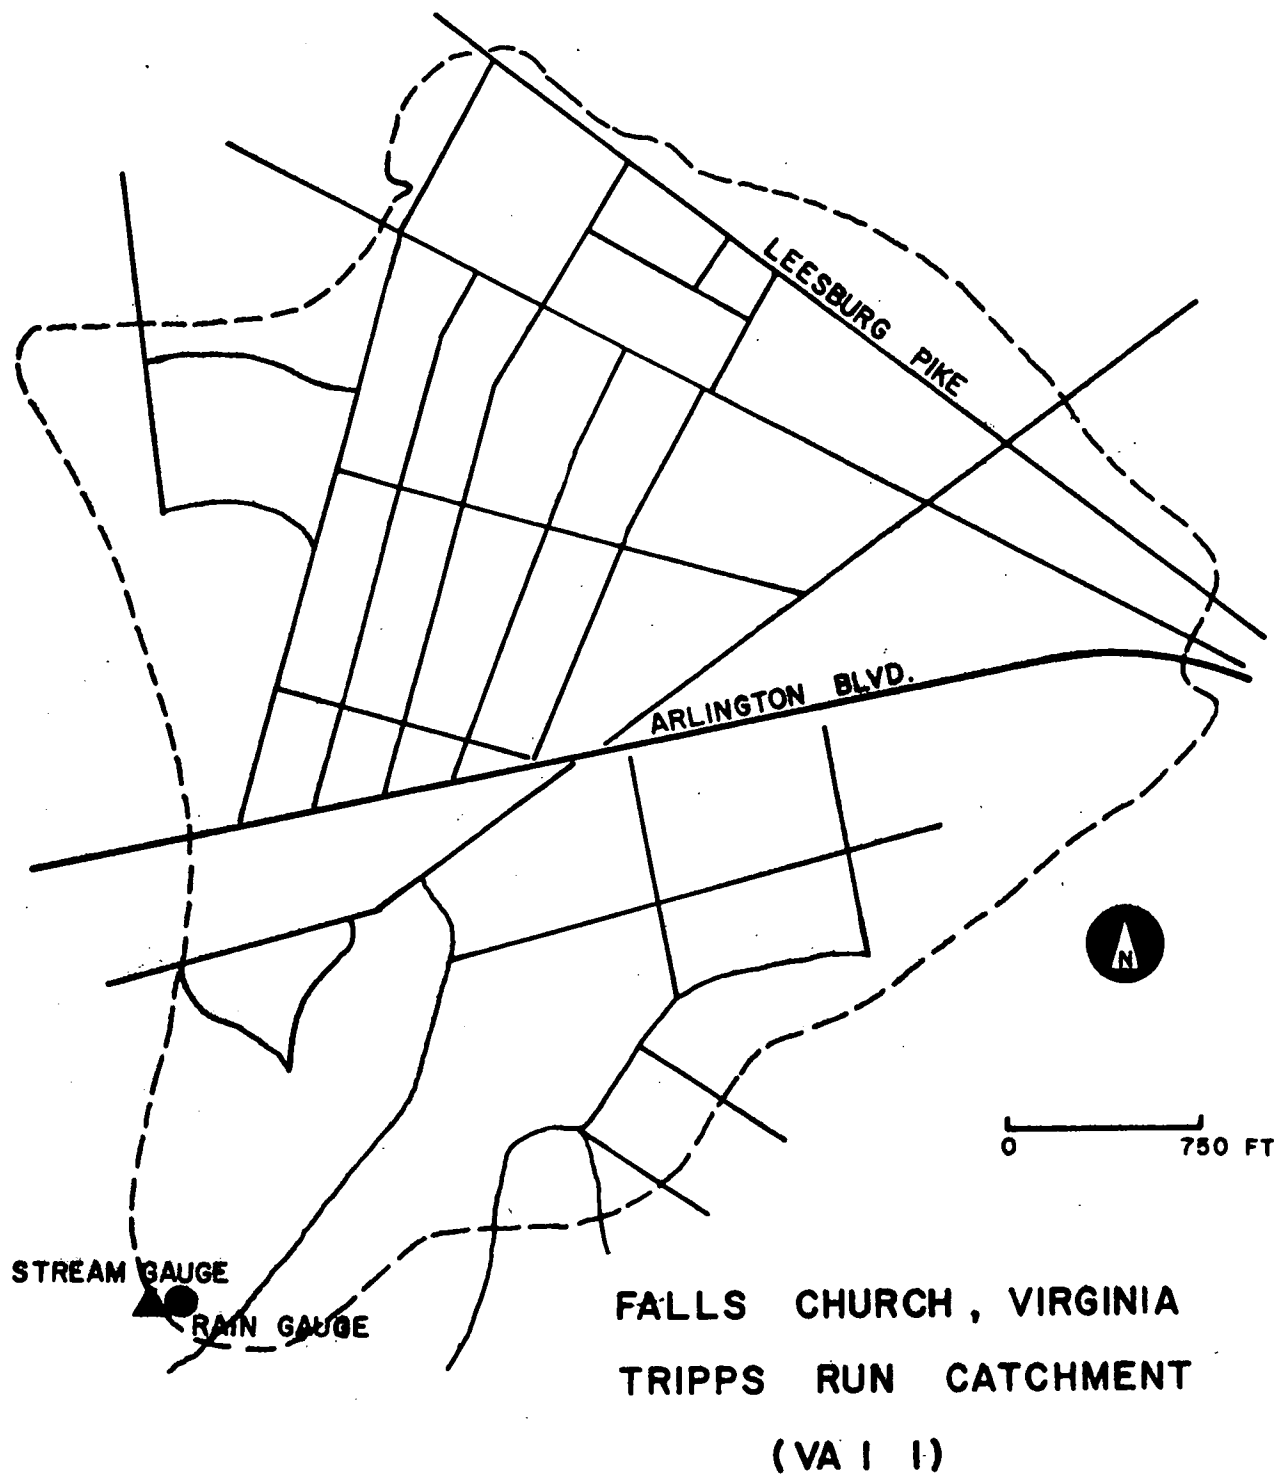 LEESBURG PIKE
ARLINGTON BLVD.
N
0 750 FT
STREAM GAUGE
RAIN GAUGE
FALLS CHURCH, VIRGINIA
TRIPPS RUN CATCHMENT
(VA 1 1)